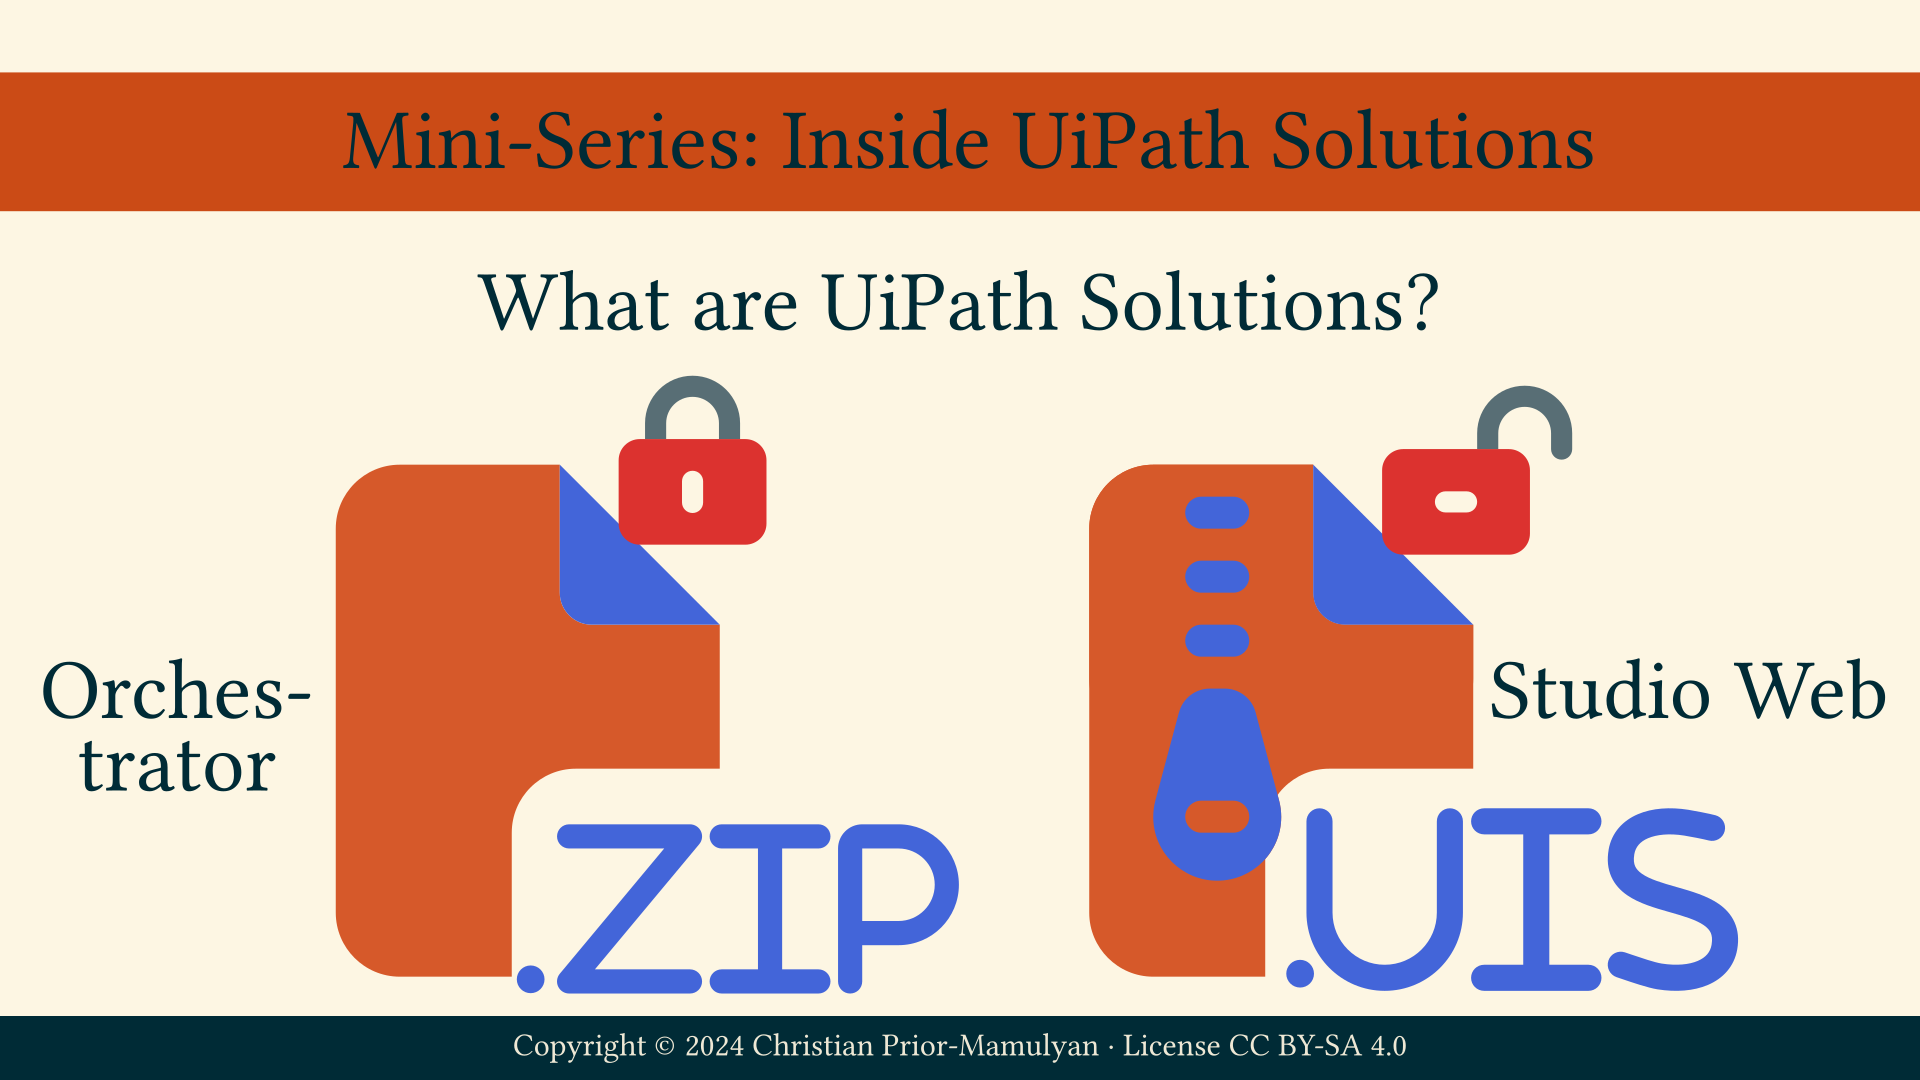 Mini-Series: Inside UiPath Solutions
What are UiPath Solutions?
Orches-
trator
.ZIP
.UIS
Studio Web
Copyright © 2024 Christian Prior-Mamulyan · License CC BY-SA 4.0